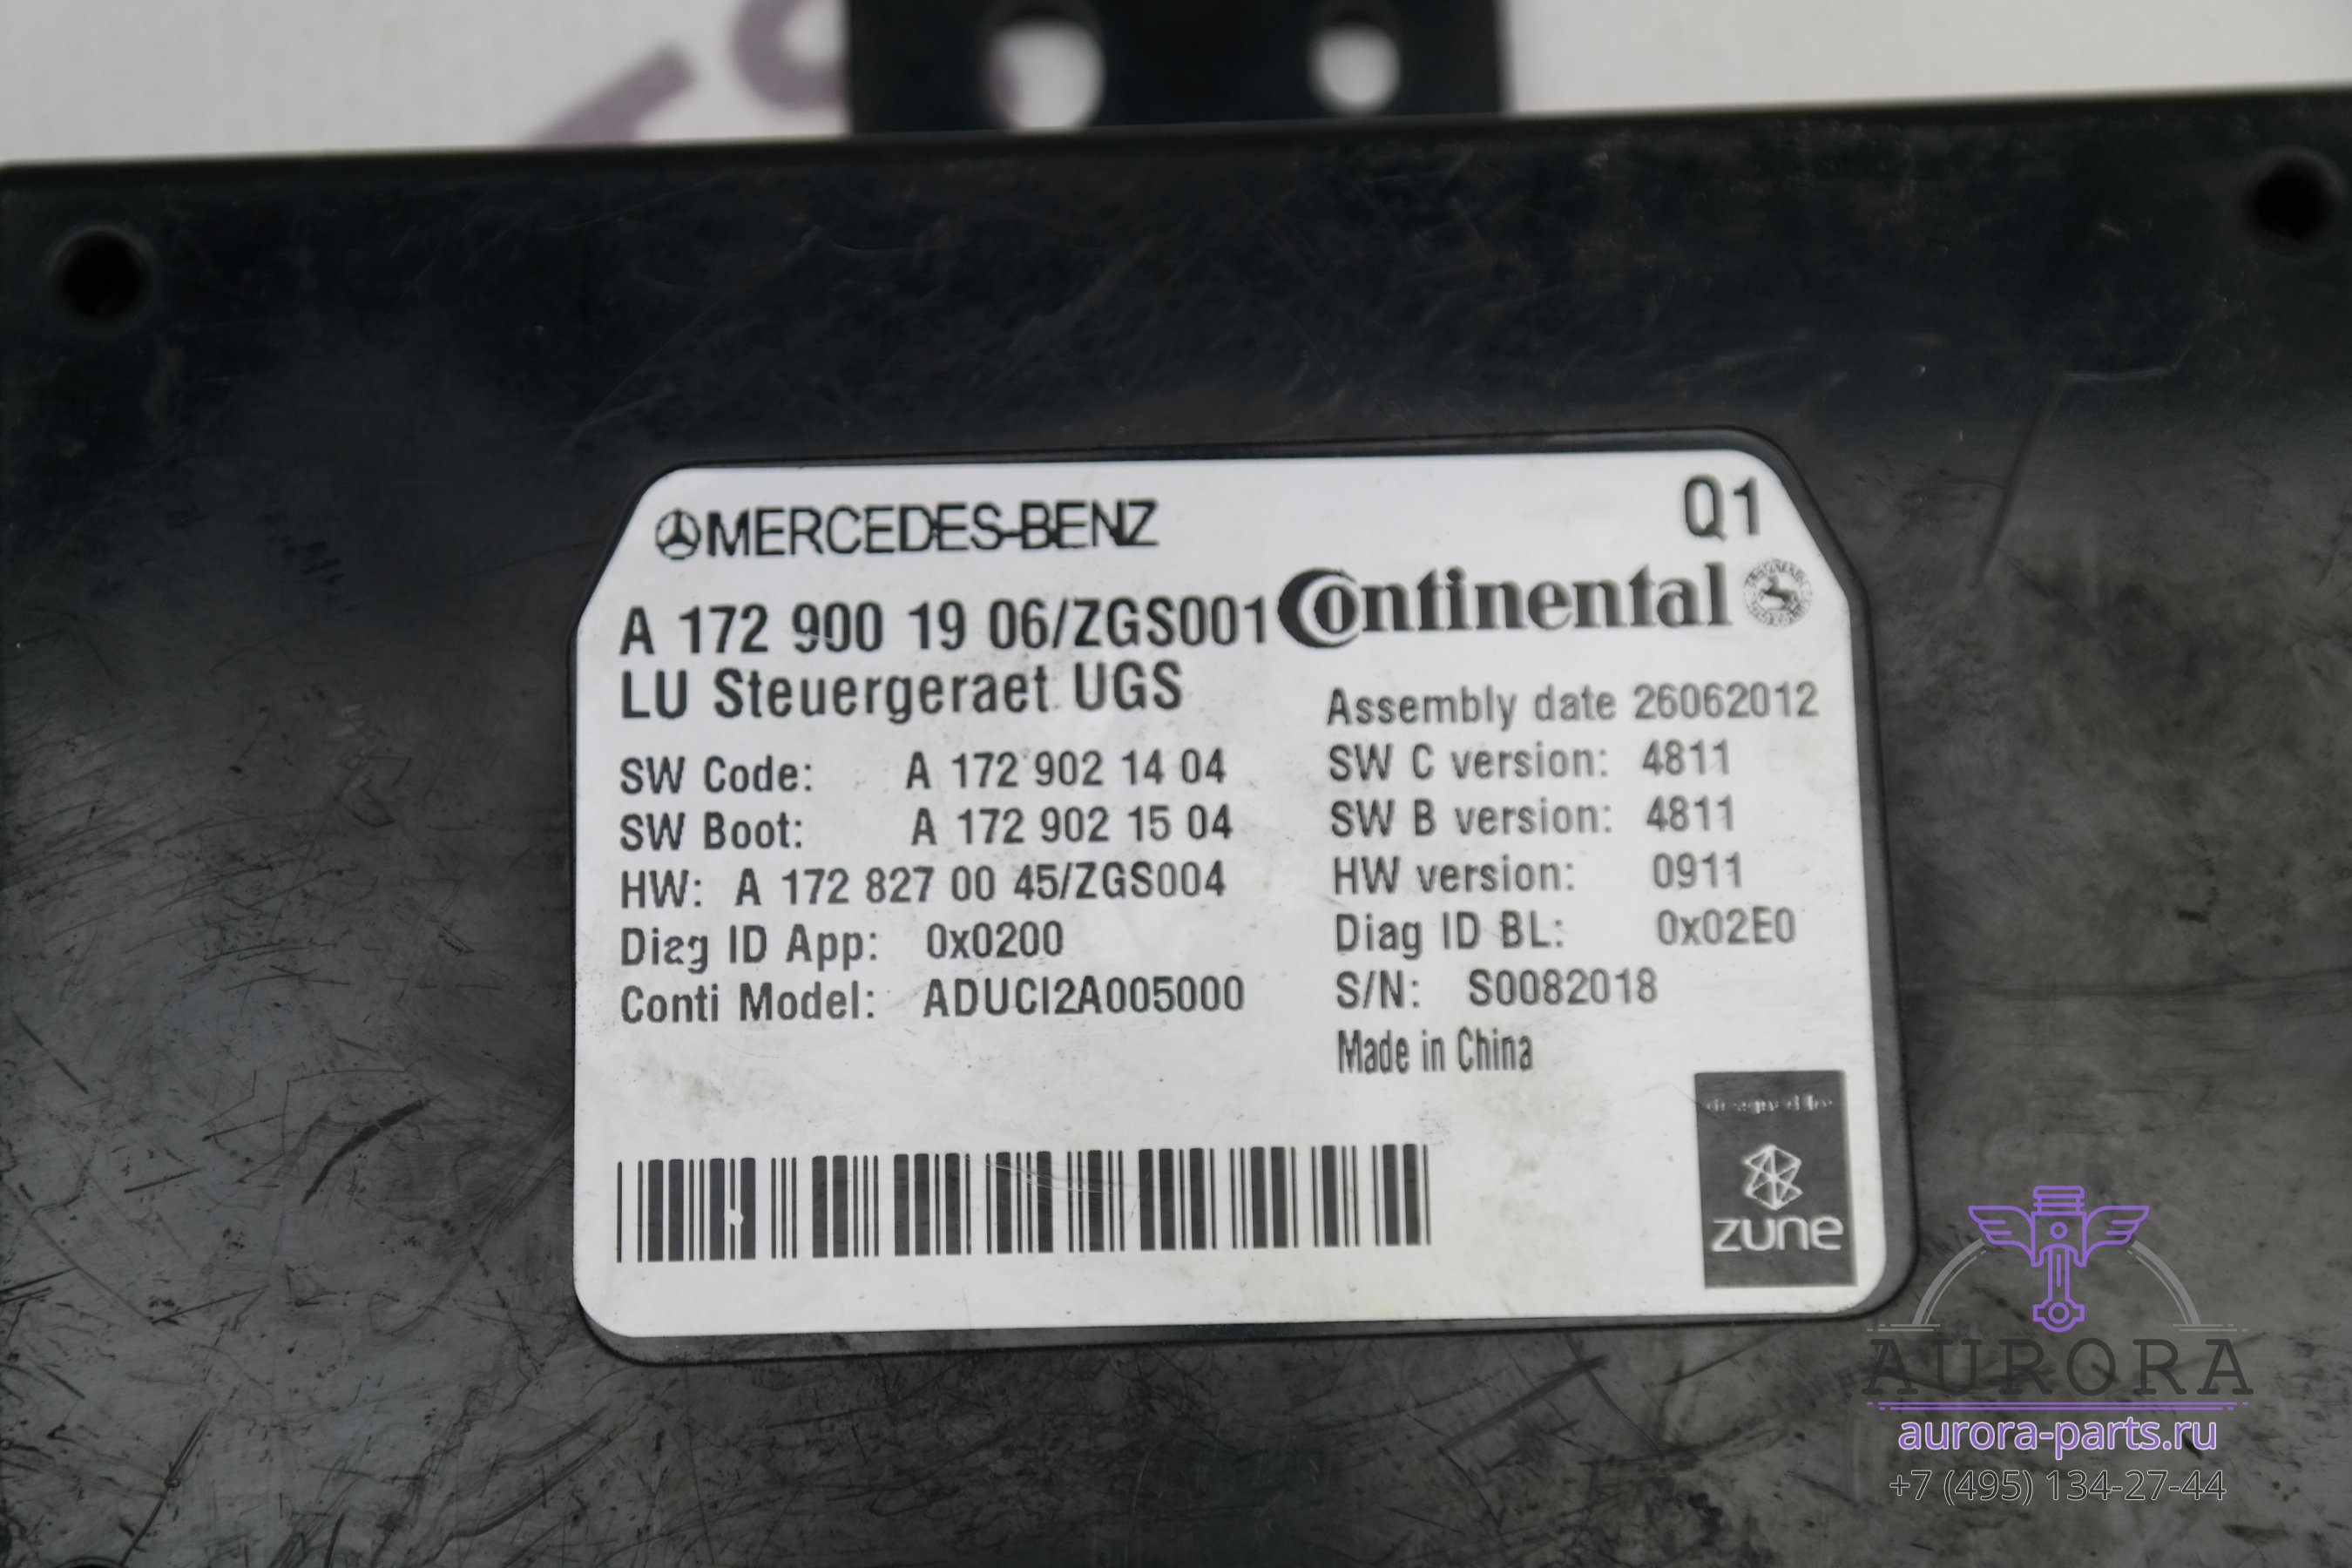 MERCEDES-BENZ
Q1
A 172 900 19 06/ZGS001
Continental
LU Steuergeraet UGS
Assembly date 26062012
SW Code: A 172 902 14 04
SW C version: 4811
SW Boot: A 172 902 15 04
SW B version: 4811
HW: A 172 827 00 45/ZGS004
HW version: 0911
Diag ID App: 0x0200
Diag ID BL: 0x02E0
Conti Model: ADUCI2A005000
S/N: S0082018
Made in China
designed by
zune
AURORA
aurora-parts.ru
+7 (495) 134-27-44